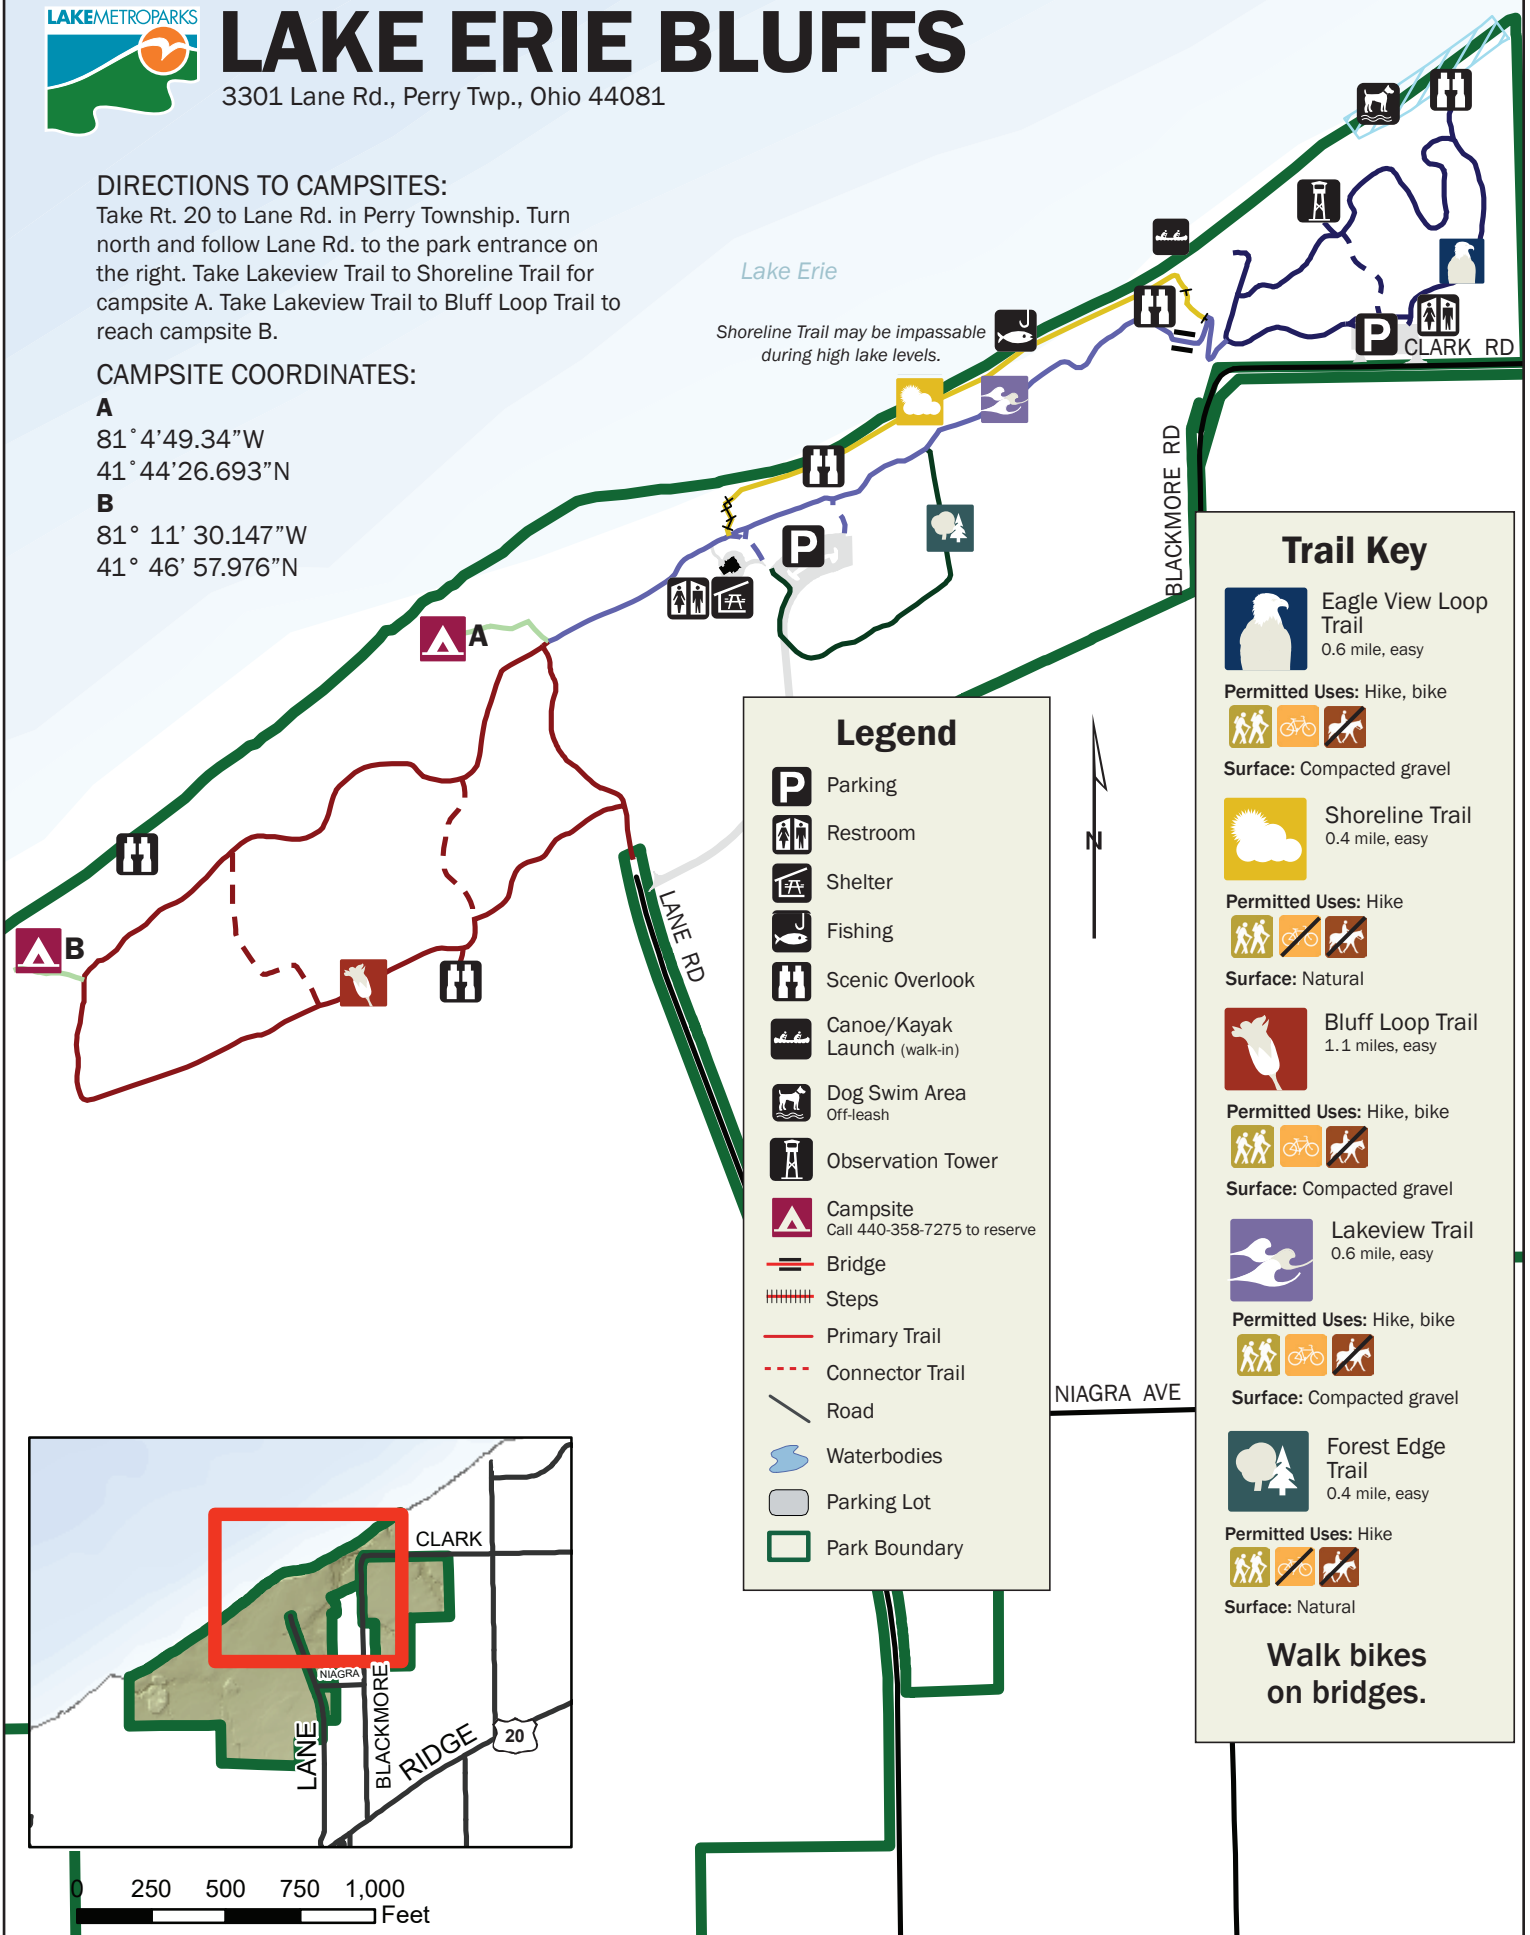 LAKEMETROPARKS
LAKE ERIE BLUFFS
3301 Lane Rd., Perry Twp., Ohio 44081
DIRECTIONS TO CAMPSITES:
Take Rt. 20 to Lane Rd. in Perry Township. Turn
north and follow Lane Rd. to the park entrance on
the right. Take Lakeview Trail to Shoreline Trail for
campsite A. Take Lakeview Trail to Bluff Loop Trail to
reach campsite B.
CAMPSITE COORDINATES:
A
81˚4’49.34”W
41˚44’26.693”N
B
81° 11’ 30.147”W
41° 46’ 57.976”N
Lake Erie
Shoreline Trail may be impassable
during high lake levels.
P
CLARK RD
BLACKMORE RD
P
A
B
LANE RD
N
NIAGRA AVE
Legend
P
Parking
Restroom
Shelter
Fishing
Scenic Overlook
Canoe/Kayak
Launch (walk-in)
Dog Swim Area
Off-leash
Observation Tower
Campsite
Call 440-358-7275 to reserve
Bridge
Steps
Primary Trail
Connector Trail
Road
Waterbodies
Parking Lot
Park Boundary
Trail Key
Eagle View Loop
Trail
0.6 mile, easy
Permitted Uses: Hike, bike
Surface: Compacted gravel
Shoreline Trail
0.4 mile, easy
Permitted Uses: Hike
Surface: Natural
Bluff Loop Trail
1.1 miles, easy
Permitted Uses: Hike, bike
Surface: Compacted gravel
Lakeview Trail
0.6 mile, easy
Permitted Uses: Hike, bike
Surface: Compacted gravel
Forest Edge
Trail
0.4 mile, easy
Permitted Uses: Hike
Surface: Natural
Walk bikes
on bridges.
CLARK
NIAGRA
LANE
BLACKMORE
RIDGE
20
0 250 500 750 1,000
Feet